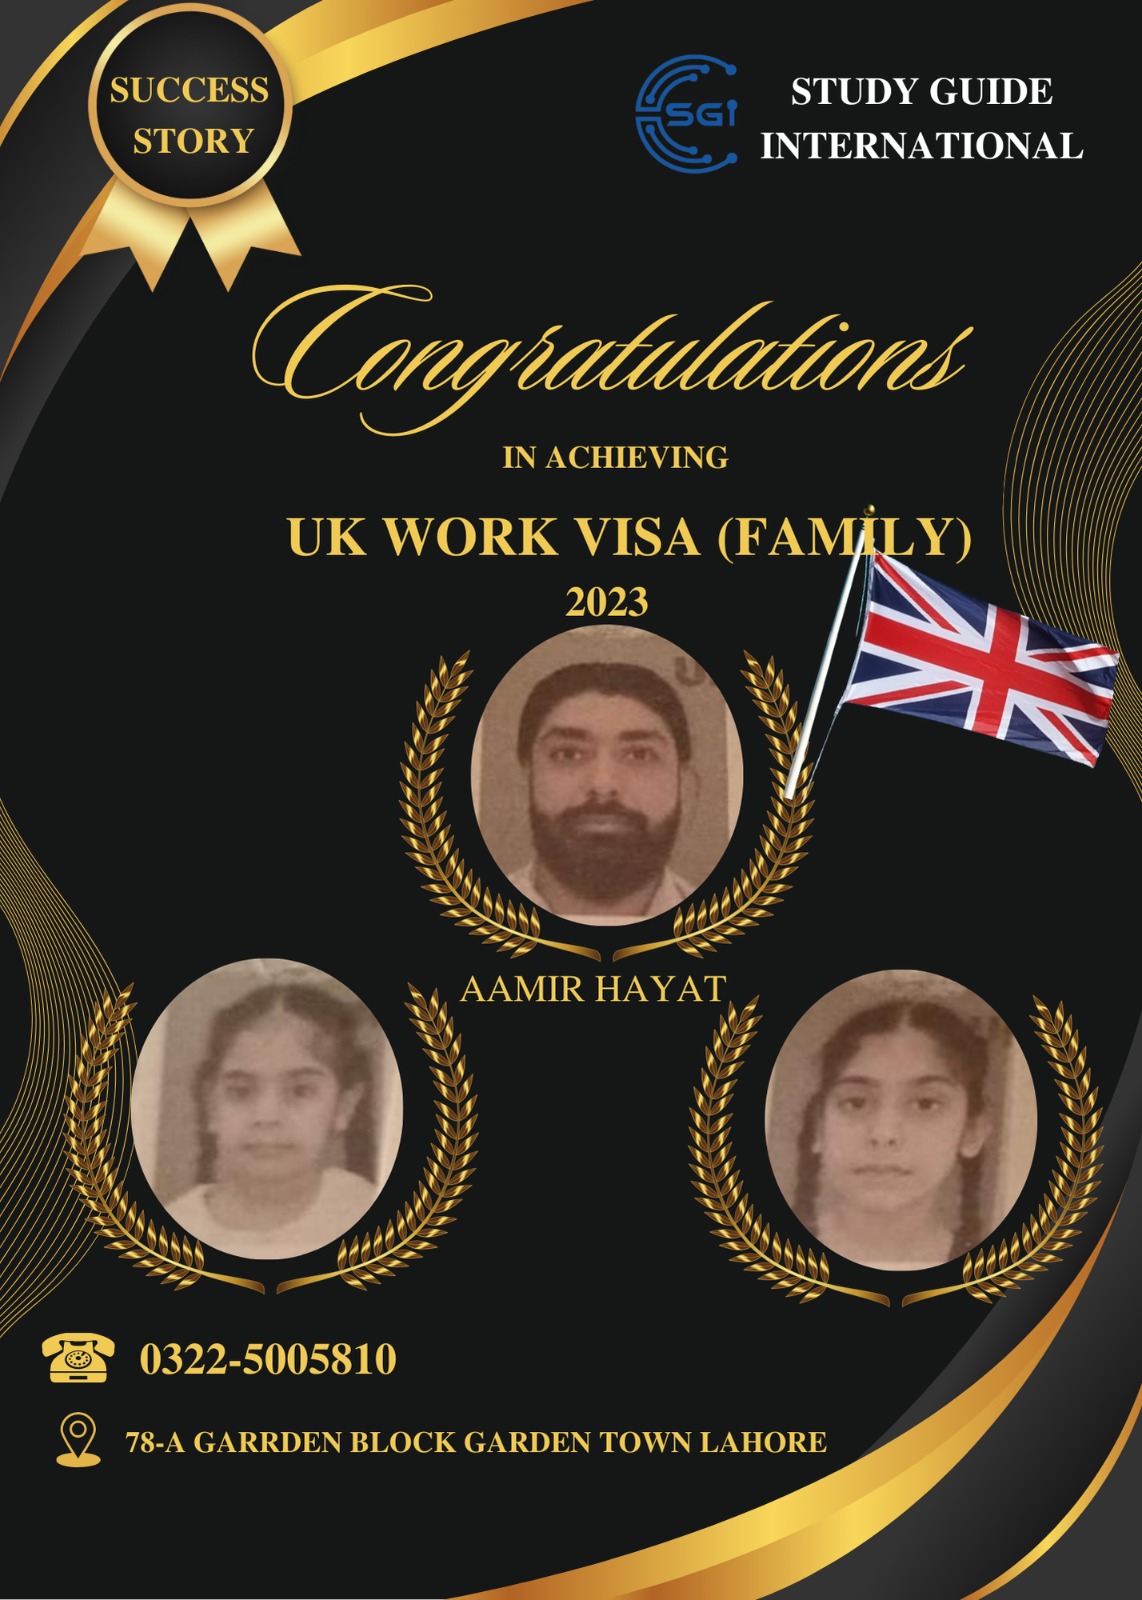 SUCCESS
STORY
SGI
STUDY GUIDE
INTERNATIONAL
Congratulations
IN ACHIEVING
UK WORK VISA (FAMILY)
2023
AAMIR HAYAT
0322-5005810
78-A GARRDEN BLOCK GARDEN TOWN LAHORE